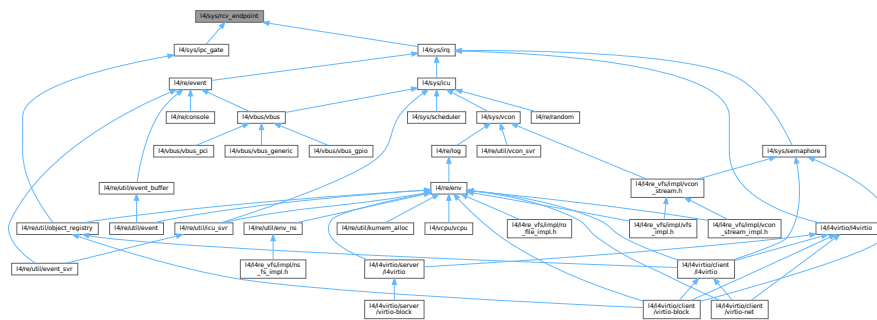 l4/sys/rcv_endpoint
l4/sys/ipc_gate
l4/sys/irq
l4/re/event
l4/sys/icu
l4/re/console
l4/vbus/vbus
l4/sys/scheduler
l4/sys/vcon
l4/re/random
l4/vbus/vbus_pci
l4/vbus/vbus_generic
l4/vbus/vbus_gpio
l4/re/log
l4/re/util/vcon_svr
l4/sys/semaphore
l4/re/util/event_buffer
l4/re/env
l4/l4re_vfs/impl/vcon
_stream.h
l4/re/util/object_registry
l4/re/util/event
l4/re/util/icu_svr
l4/re/util/env_ns
l4/re/util/kumem_alloc
l4/vcpu/vcpu
l4/l4re_vfs/impl/ro
_file_impl.h
l4/l4re_vfs/impl/vfs
_impl.h
l4/l4re_vfs/impl/vcon
_stream_impl.h
l4/l4virtio/l4virtio
l4/re/util/event_svr
l4/l4re_vfs/impl/ns
_fs_impl.h
l4/l4virtio/server
/l4virtio
l4/l4virtio/client
/l4virtio
l4/l4virtio/server
/virtio-block
l4/l4virtio/client
/virtio-block
l4/l4virtio/client
/virtio-net